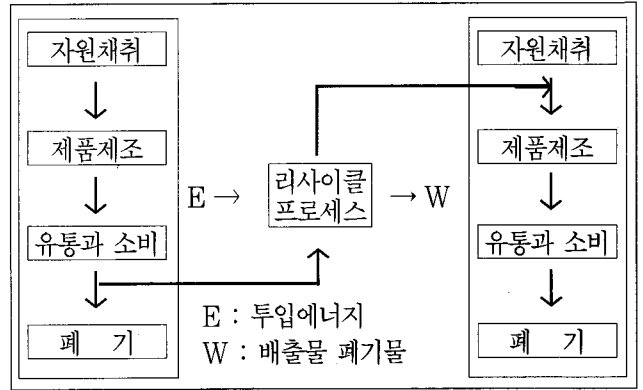 자원채취
제품제조
유통과 소비
폐 기
E →
리사이클
프로세스
→ W
자원채취
제품제조
유통과 소비
폐 기
E : 투입에너지
W : 배출물 폐기물